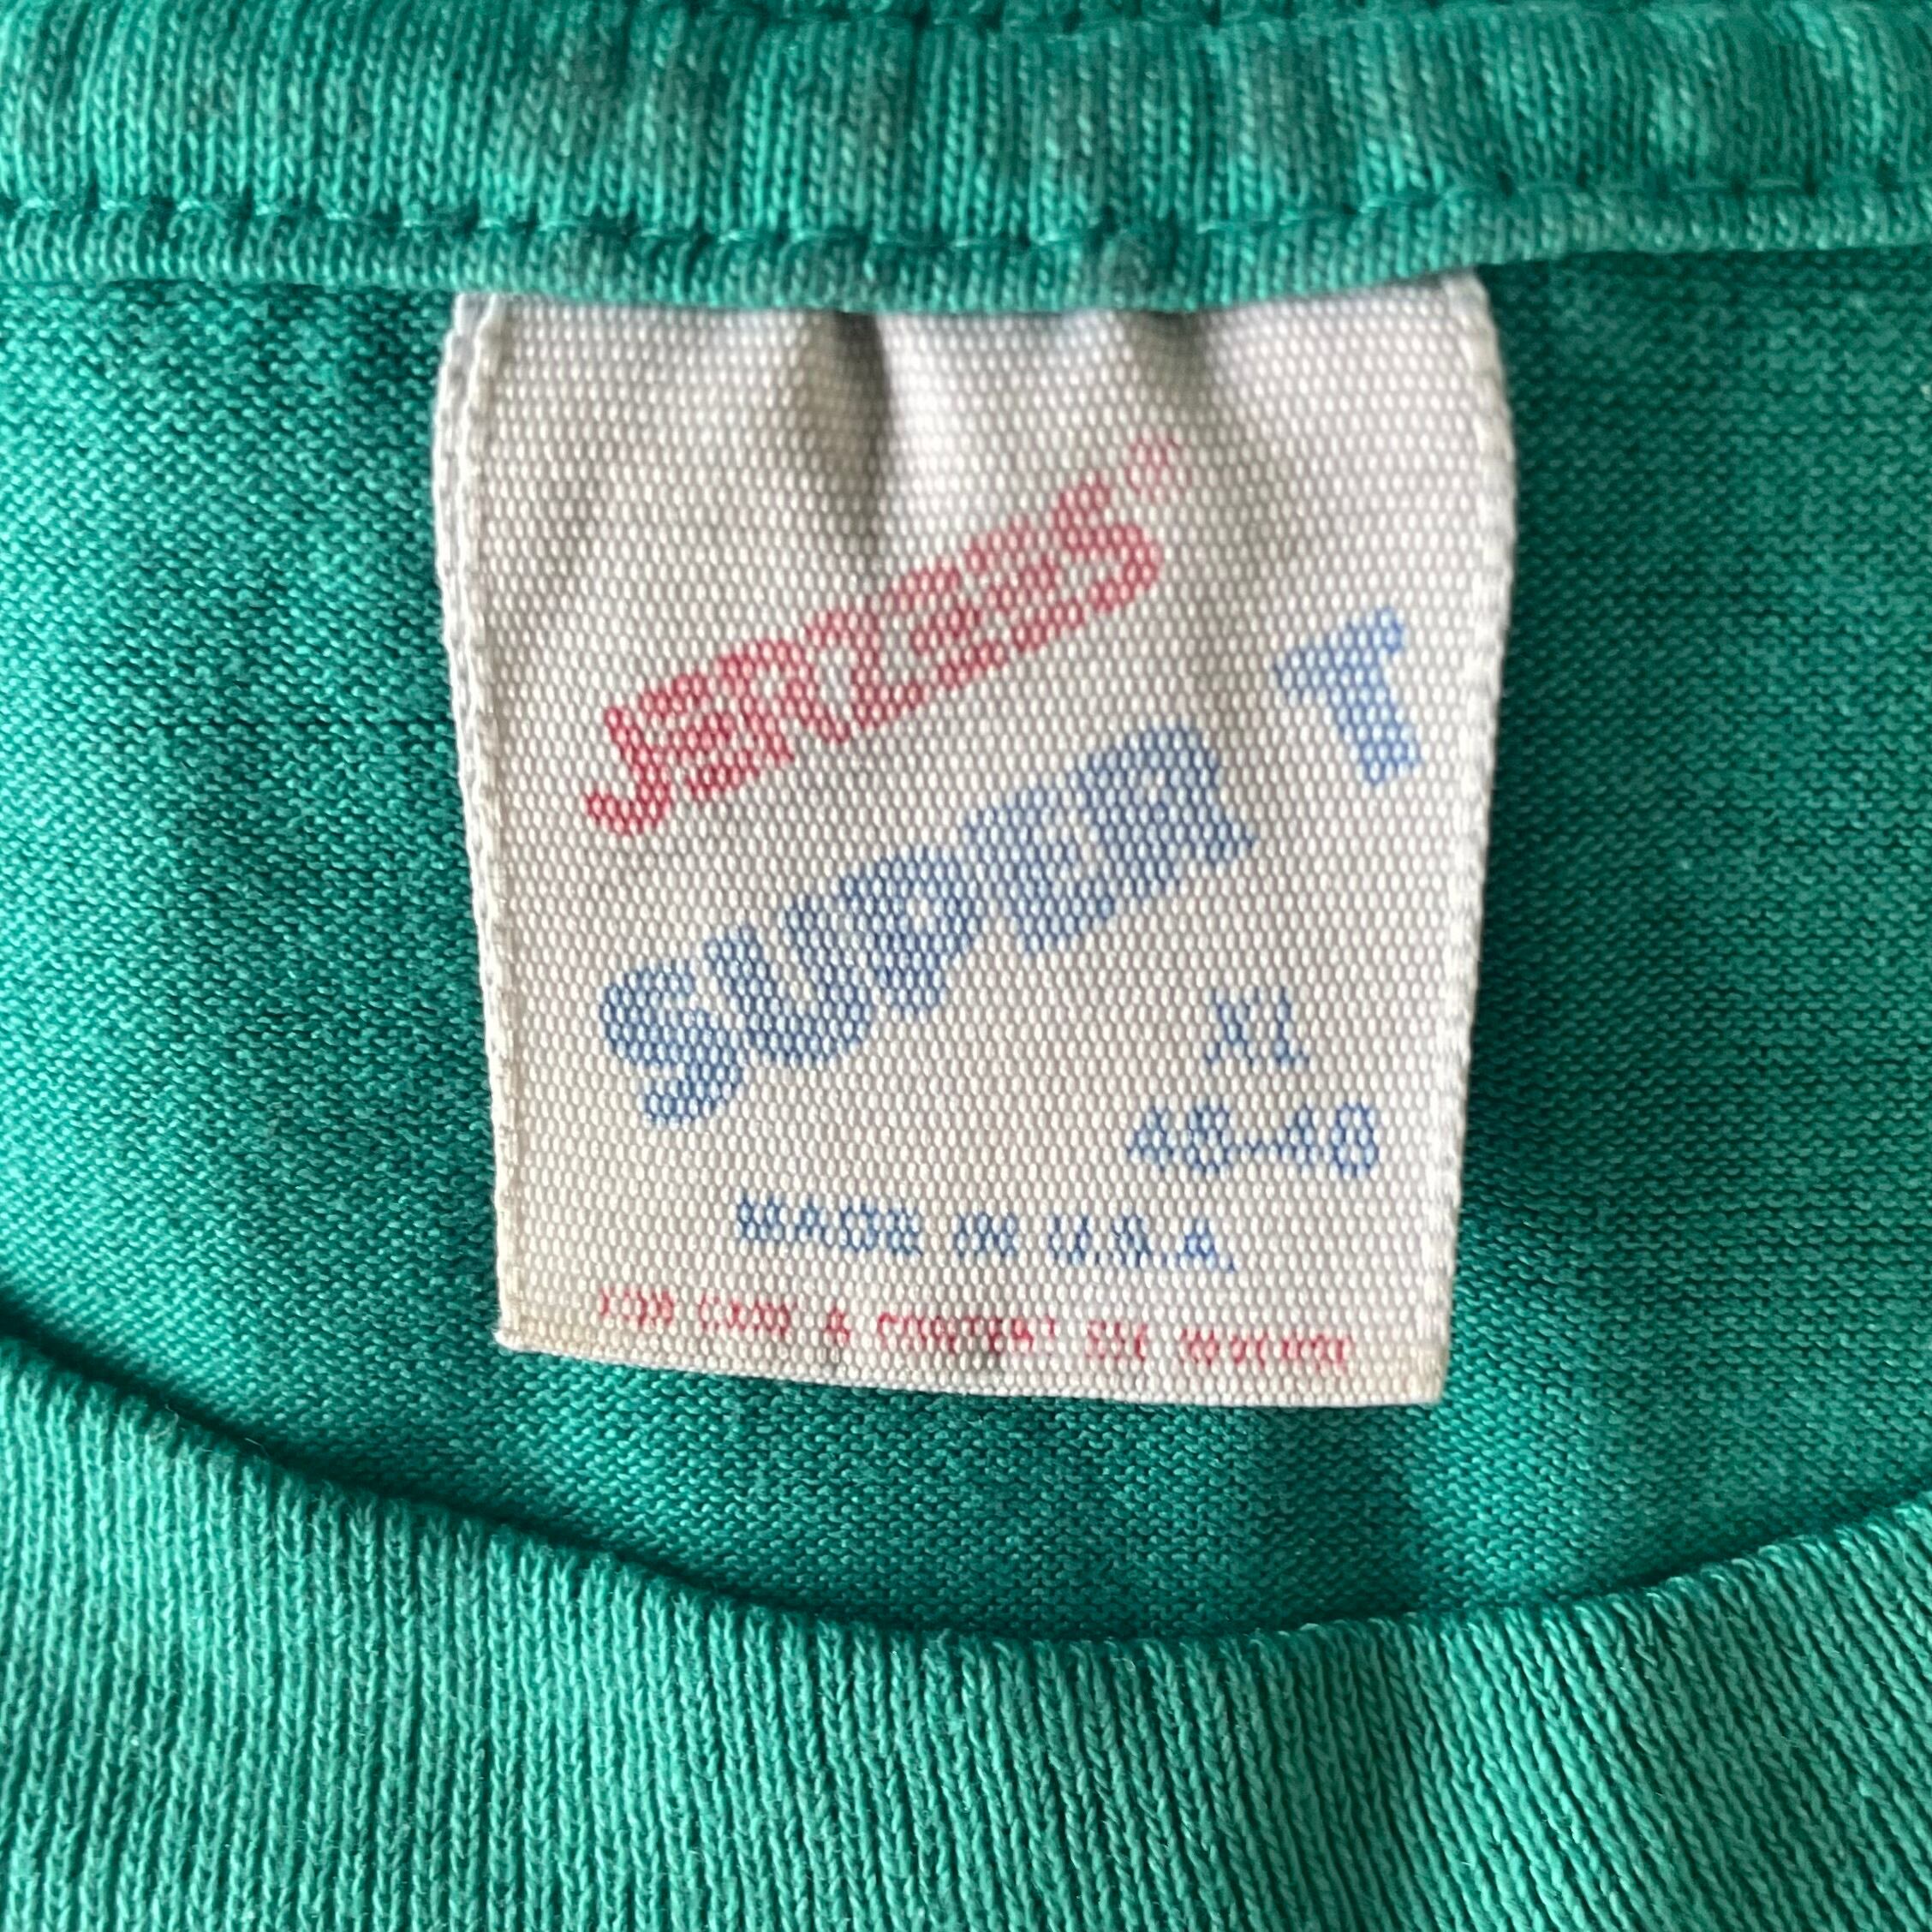 JERZEES®
SUPER T
XL
46-48
MADE IN U.S.A.
FOR CARE & CONTENT SEE REVERSE